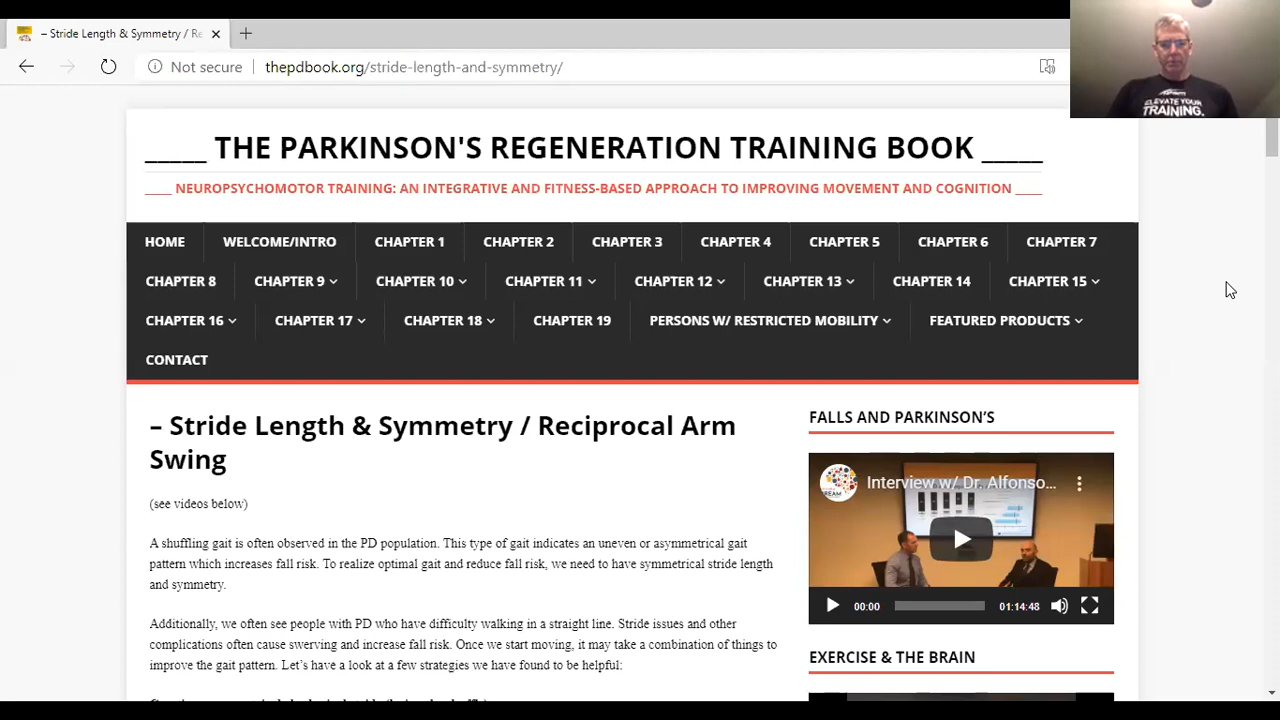 – Stride Length & Symmetry / Re
Not secure
thepdbook.org/stride-length-and-symmetry/
ELEVATE YOUR
TRAINING.
_____ THE PARKINSON'S REGENERATION TRAINING BOOK _____
____ NEUROPSYCHOMOTOR TRAINING: AN INTEGRATIVE AND FITNESS-BASED APPROACH TO IMPROVING MOVEMENT AND COGNITION ____
HOME WELCOME/INTRO CHAPTER 1 CHAPTER 2 CHAPTER 3 CHAPTER 4 CHAPTER 5 CHAPTER 6 CHAPTER 7
CHAPTER 8 CHAPTER 9 CHAPTER 10 CHAPTER 11 CHAPTER 12 CHAPTER 13 CHAPTER 14 CHAPTER 15
CHAPTER 16 CHAPTER 17 CHAPTER 18 CHAPTER 19 PERSONS W/ RESTRICTED MOBILITY FEATURED PRODUCTS
CONTACT
– Stride Length & Symmetry / Reciprocal Arm
Swing
(see videos below)
A shuffling gait is often observed in the PD population. This type of gait indicates an uneven or asymmetrical gait
pattern which increases fall risk. To realize optimal gait and reduce fall risk, we need to have symmetrical stride length
and symmetry.
Additionally, we often see people with PD who have difficulty walking in a straight line. Stride issues and other
complications often cause swerving and increase fall risk. Once we start moving, it may take a combination of things to
improve the gait pattern. Let’s have a look at a few strategies we have found to be helpful:
FALLS AND PARKINSON’S
Interview w/ Dr. Alfonso...
00:00 01:14:48
EXERCISE & THE BRAIN